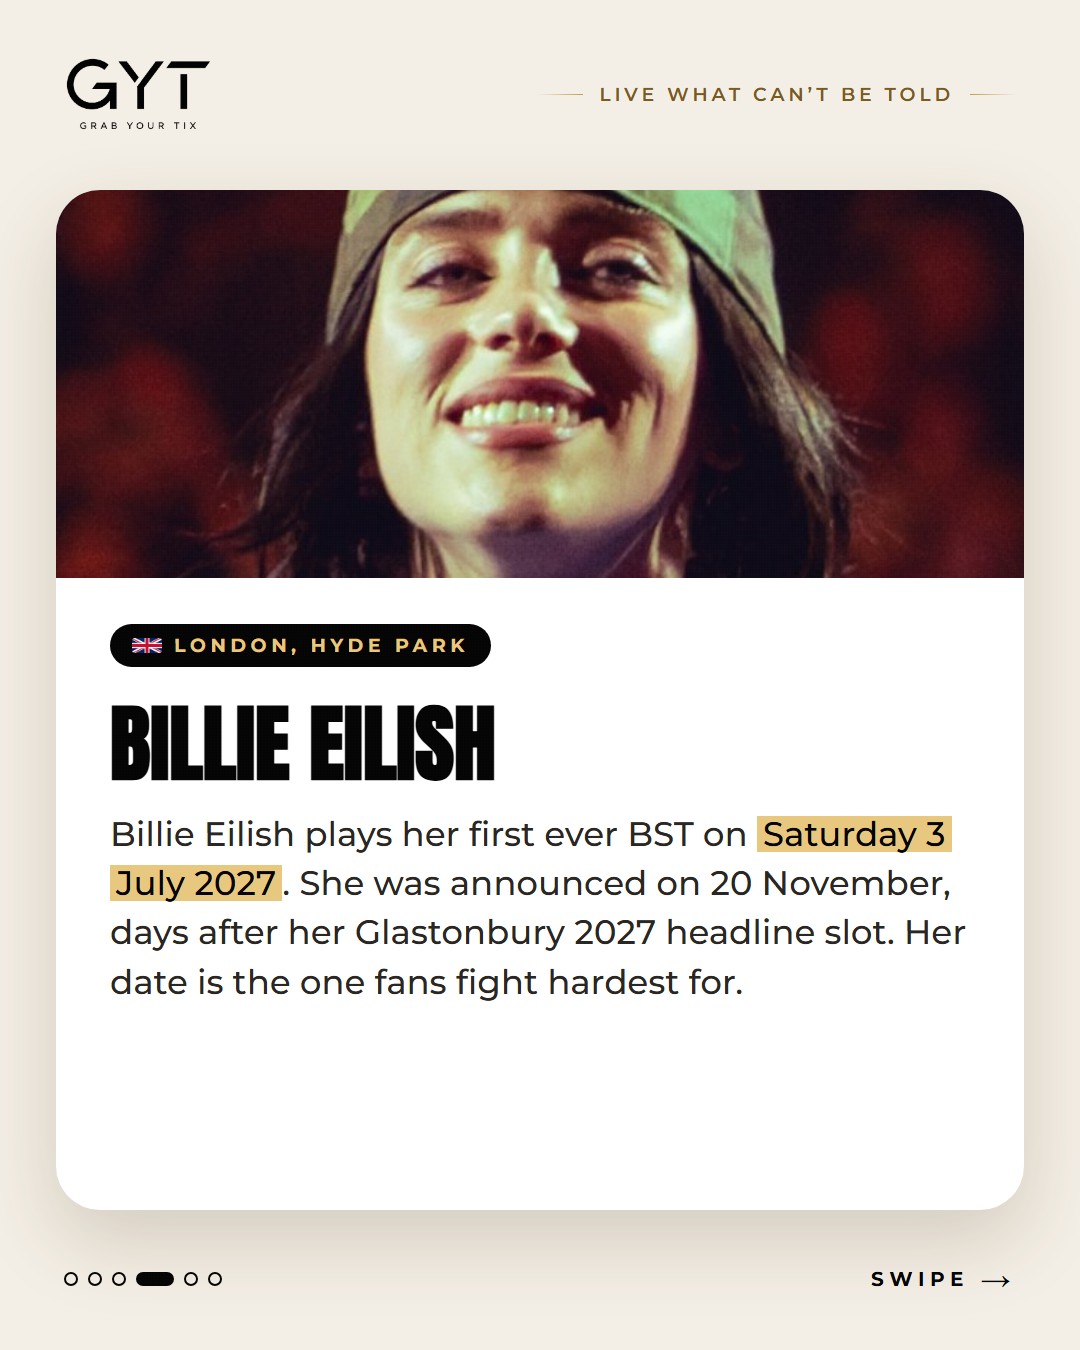 GYT
GRAB YOUR TIX
LIVE WHAT CAN’T BE TOLD
LONDON, HYDE PARK
BILLIE EILISH
Billie Eilish plays her first ever BST on Saturday 3
July 2027. She was announced on 20 November,
days after her Glastonbury 2027 headline slot. Her
date is the one fans fight hardest for.
SWIPE →